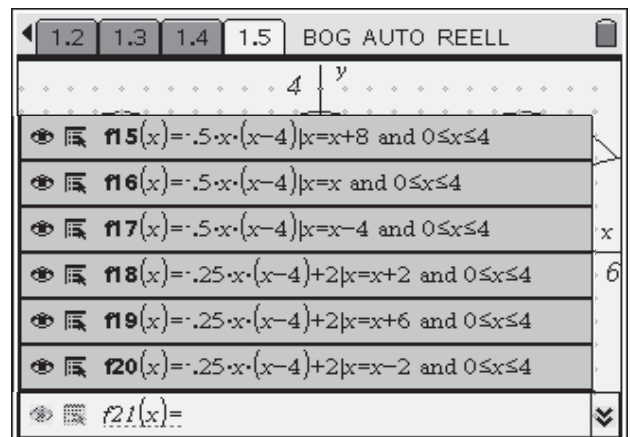 1.2 1.3 1.4 1.5 BOG AUTO REELL
4 y
f15(x)=-.5·x·(x-4)|x=x+8 and 0≤x≤4
f16(x)=-.5·x·(x-4)|x=x and 0≤x≤4
f17(x)=-.5·x·(x-4)|x=x-4 and 0≤x≤4
x
f18(x)=-.25·x·(x-4)+2|x=x+2 and 0≤x≤4
6
f19(x)=-.25·x·(x-4)+2|x=x+6 and 0≤x≤4
f20(x)=-.25·x·(x-4)+2|x=x-2 and 0≤x≤4
f21(x)=